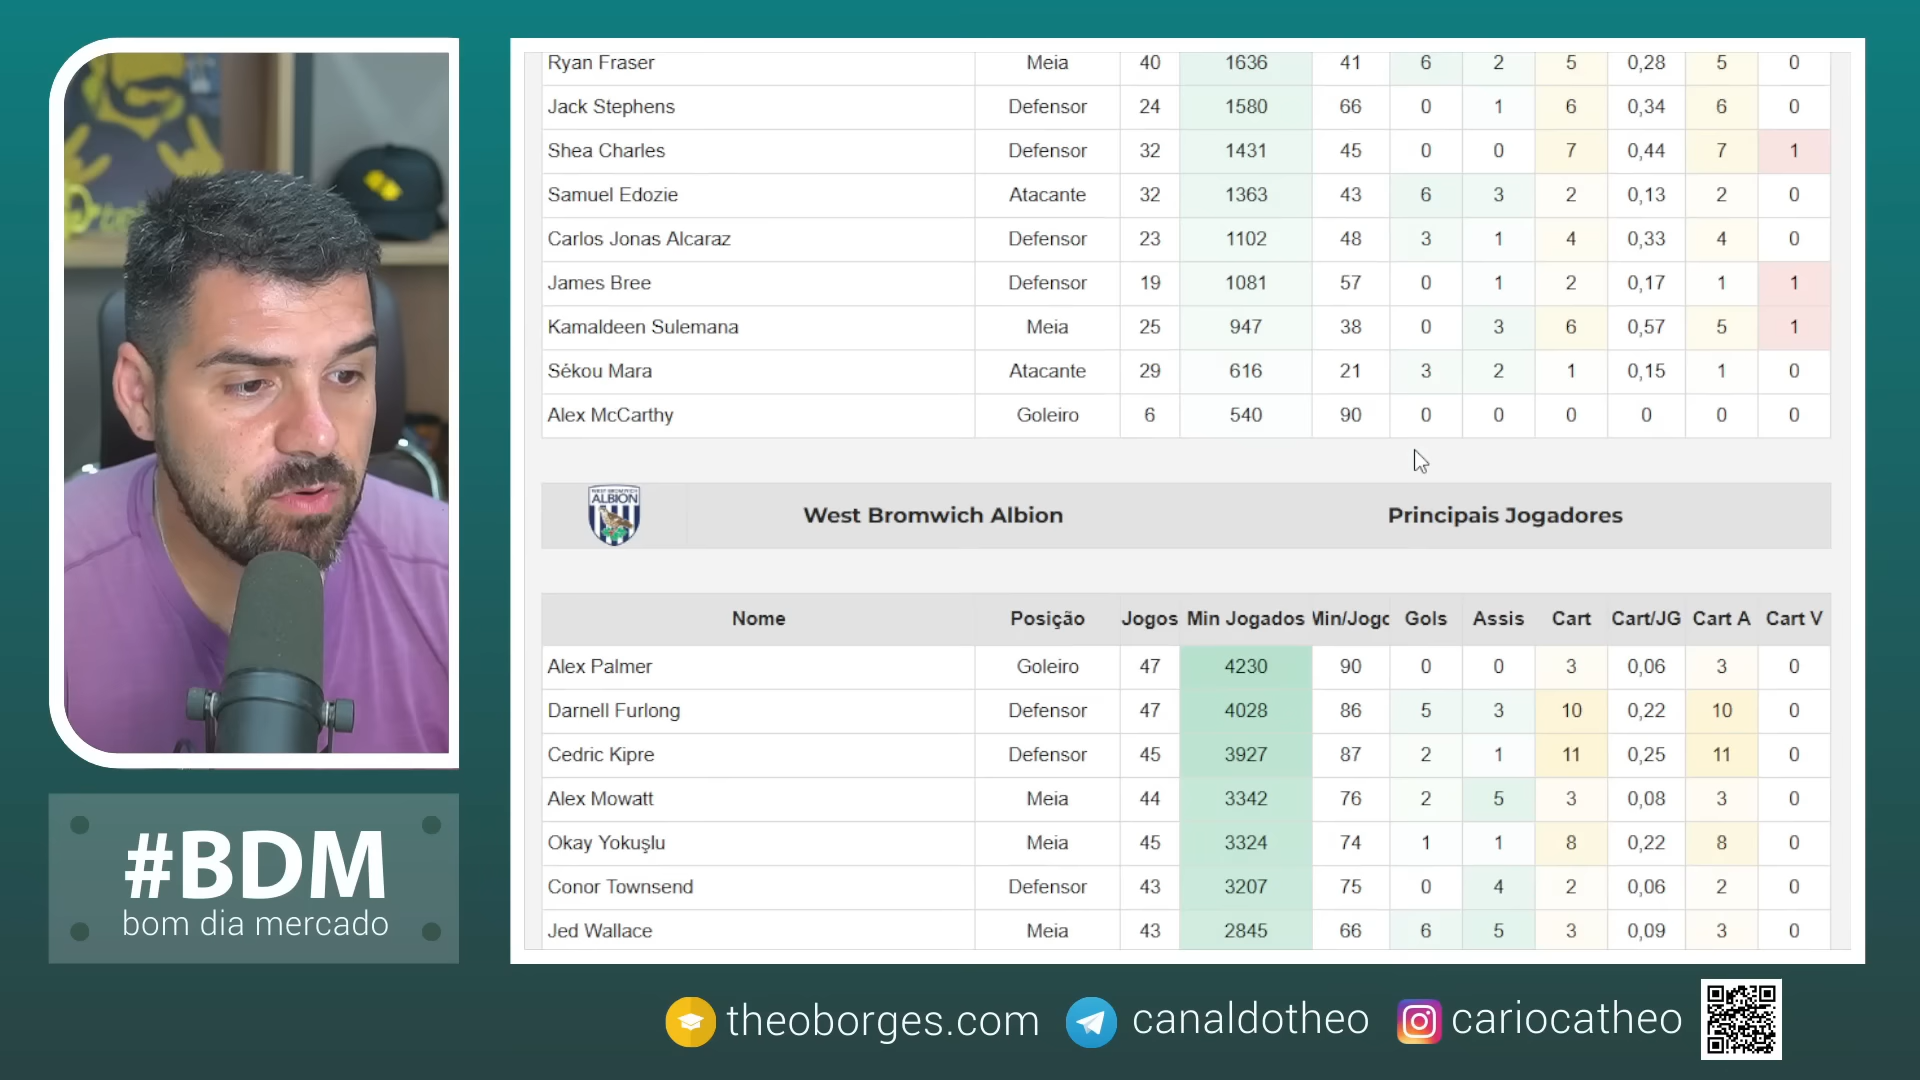 Ryan Fraser Meia 40 1636 41 6 2 5 0,28 5 0
Jack Stephens Defensor 24 1580 66 0 1 6 0,34 6 0
Shea Charles Defensor 32 1431 45 0 0 7 0,44 7 1
Samuel Edozie Atacante 32 1363 43 6 3 2 0,13 2 0
Carlos Jonas Alcaraz Defensor 23 1102 48 3 1 4 0,33 4 0
James Bree Defensor 19 1081 57 0 1 2 0,17 1 1
Kamaldeen Sulemana Meia 25 947 38 0 3 6 0,57 5 1
Sékou Mara Atacante 29 616 21 3 2 1 0,15 1 0
Alex McCarthy Goleiro 6 540 90 0 0 0 0 0 0
ALBION West Bromwich Albion Principais Jogadores
Nome Posição Jogos Min Jogados Min/Jogo Gols Assis Cart Cart/JG Cart A Cart V
Alex Palmer Goleiro 47 4230 90 0 0 3 0,06 3 0
Darnell Furlong Defensor 47 4028 86 5 3 10 0,22 10 0
Cedric Kipre Defensor 45 3927 87 2 1 11 0,25 11 0
Alex Mowatt Meia 44 3342 76 2 5 3 0,08 3 0
Okay Yokuşlu Meia 45 3324 74 1 1 8 0,22 8 0
Conor Townsend Defensor 43 3207 75 0 4 2 0,06 2 0
Jed Wallace Meia 43 2845 66 6 5 3 0,09 3 0
#BDM
bom dia mercado
theoborges.com canaldotheo cariocatheo